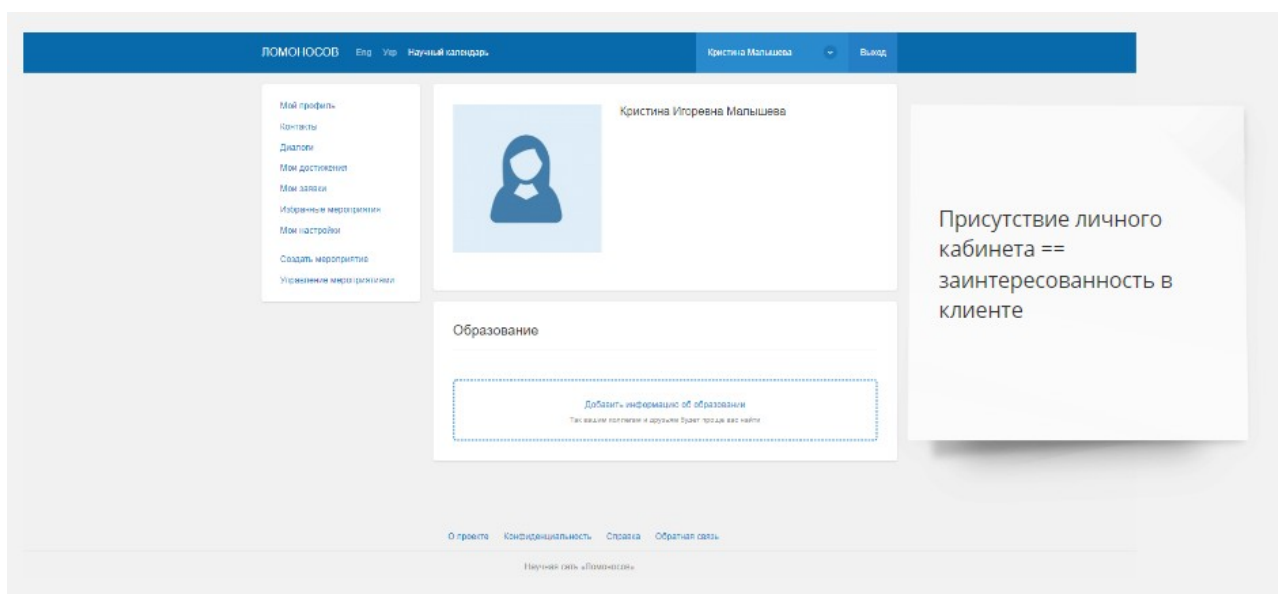 ЛОМОНОСОВ Eng Укр Научный календарь Кристина Малышева Выход
Мой профиль
Контакты
Диалоги
Мои достижения
Мои заявки
Избранные мероприятия
Мои настройки
Создать мероприятие
Управление мероприятиями
Кристина Игоревна Малышева
Образование
Добавить информацию об образовании
Так вашим коллегам и друзьям будет проще вас найти
Присутствие личного
кабинета ==
заинтересованность в
клиенте
О проекте Конфиденциальность Справка Обратная связь
Научная сеть «Ломоносов»